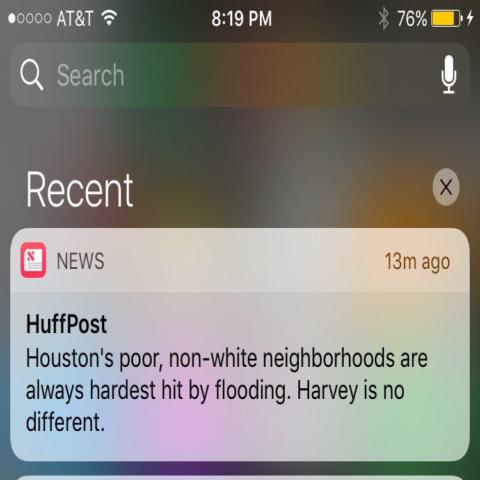 AT&T 8:19 PM 76%
Search
Recent
NEWS 13m ago
HuffPost
Houston's poor, non-white neighborhoods are
always hardest hit by flooding. Harvey is no
different.